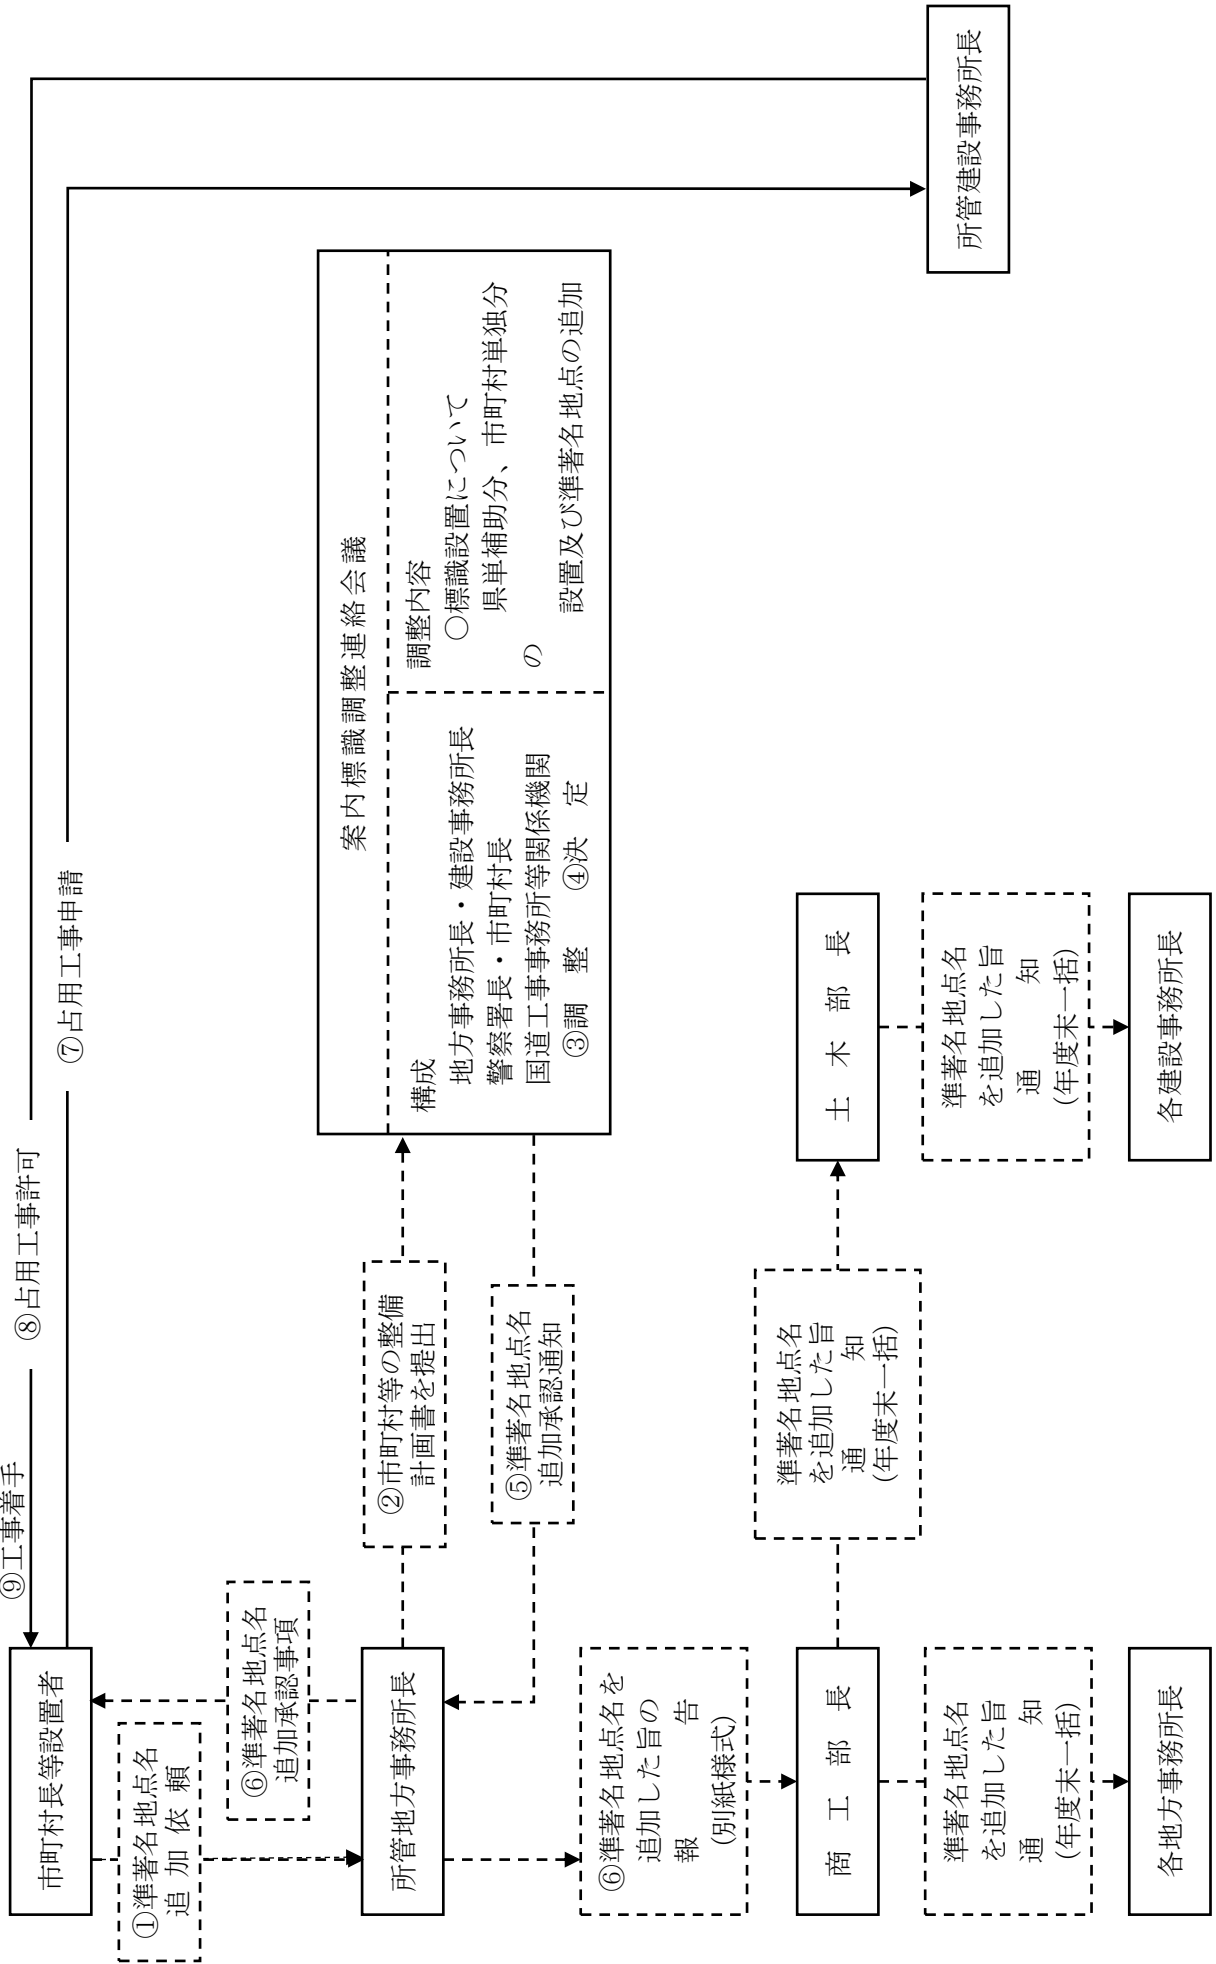 市町村長等設置者
①準著名地点名
追加依頼
⑥準著名地点名
追加承認事項
⑨工事着手
⑧占用工事許可
⑦占用工事申請
所管建設事務所長
所管地方事務所長
②市町村等の整備
計画書を提出
⑤準著名地点名
追加承認通知
案内標識調整連絡会議
構成
地方事務所長・建設事務所長
警察署長・市町村長
国道工事事務所等関係機関
③調整 ④決定
調整内容
○標識設置について
県単補助分、市町村単独分
の
設置及び準著名地点の追加
⑥準著名地点名を
追加した旨の
報告
(別紙様式)
商工部長
準著名地点名
を追加した旨
通知
(年度末一括)
土木部長
準著名地点名
を追加した旨
通知
(年度末一括)
各地方事務所長
準著名地点名
を追加した旨
通知
(年度末一括)
各建設事務所長